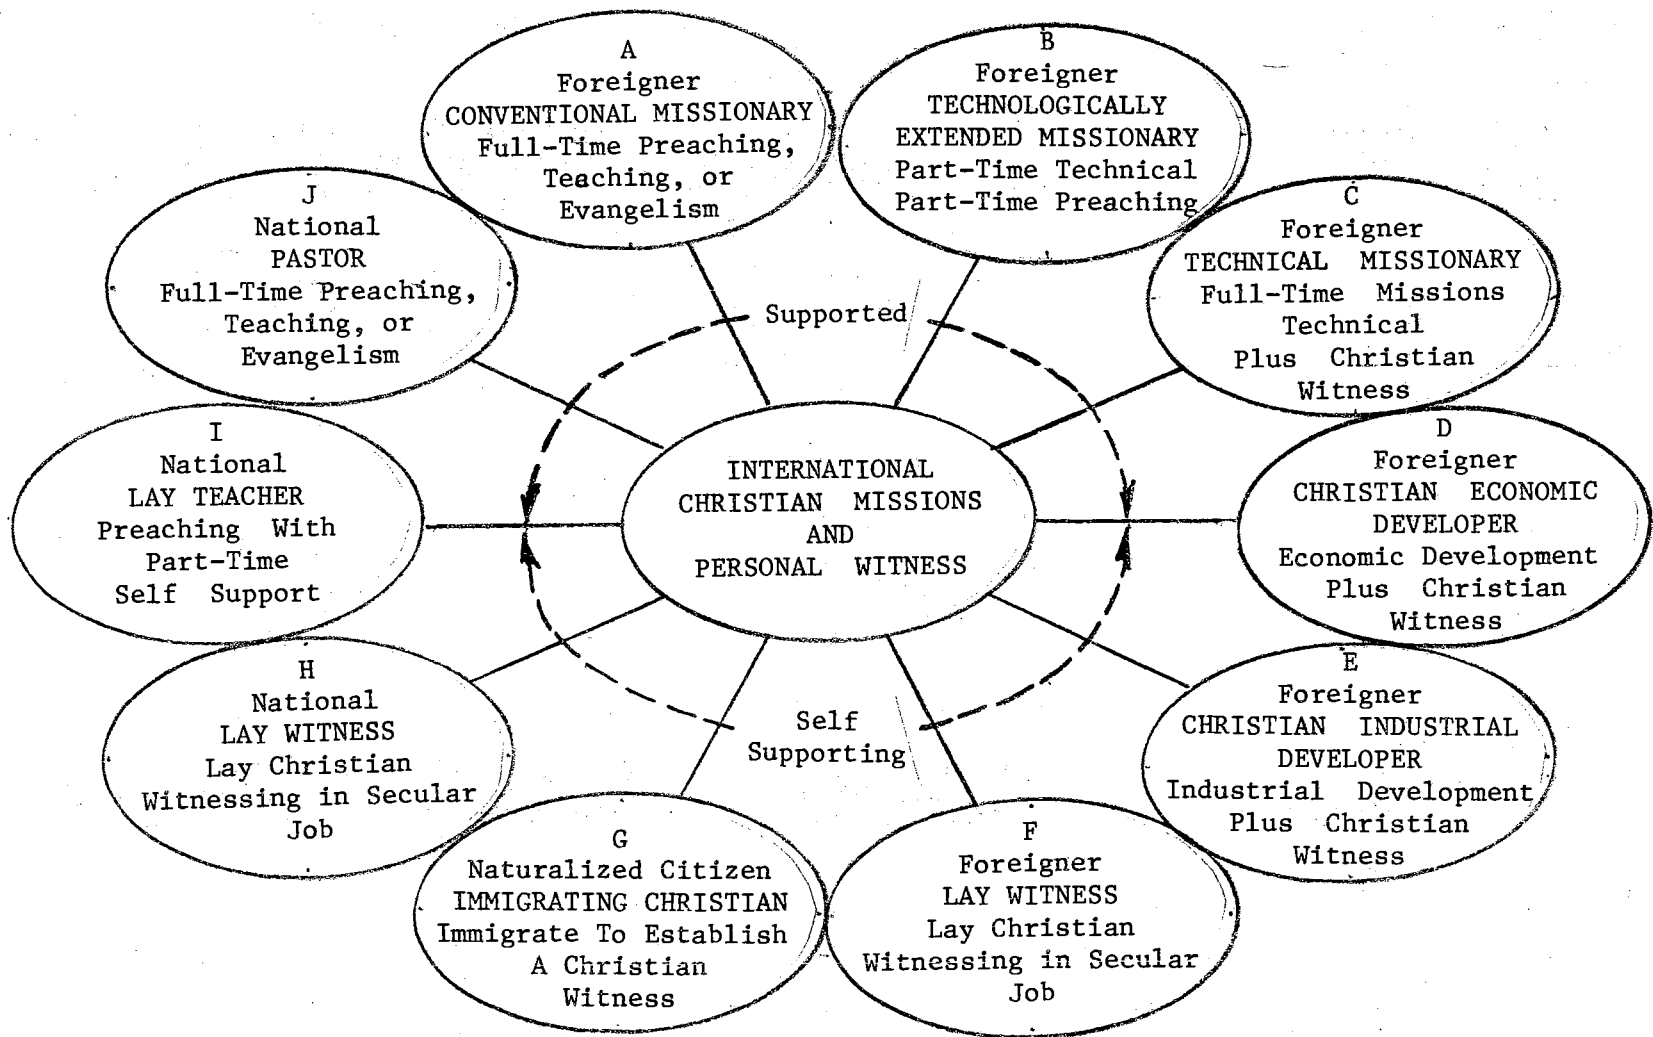 A
Foreigner
CONVENTIONAL MISSIONARY
Full-Time Preaching,
Teaching, or
Evangelism
B
Foreigner
TECHNOLOGICALLY
EXTENDED MISSIONARY
Part-Time Technical
Part-Time Preaching
C
Foreigner
TECHNICAL MISSIONARY
Full-Time Missions
Technical
Plus Christian
Witness
D
Foreigner
CHRISTIAN ECONOMIC
DEVELOPER
Economic Development
Plus Christian
Witness
E
Foreigner
CHRISTIAN INDUSTRIAL
DEVELOPER
Industrial Development
Plus Christian
Witness
F
Foreigner
LAY WITNESS
Lay Christian
Witnessing in Secular
Job
G
Naturalized Citizen
IMMIGRATING CHRISTIAN
Immigrate To Establish
A Christian
Witness
H
National
LAY WITNESS
Lay Christian
Witnessing in Secular
Job
I
National
LAY TEACHER
Preaching With
Part-Time
Self Support
J
National
PASTOR
Full-Time Preaching,
Teaching, or
Evangelism
Supported
INTERNATIONAL
CHRISTIAN MISSIONS
AND
PERSONAL WITNESS
Self
Supporting